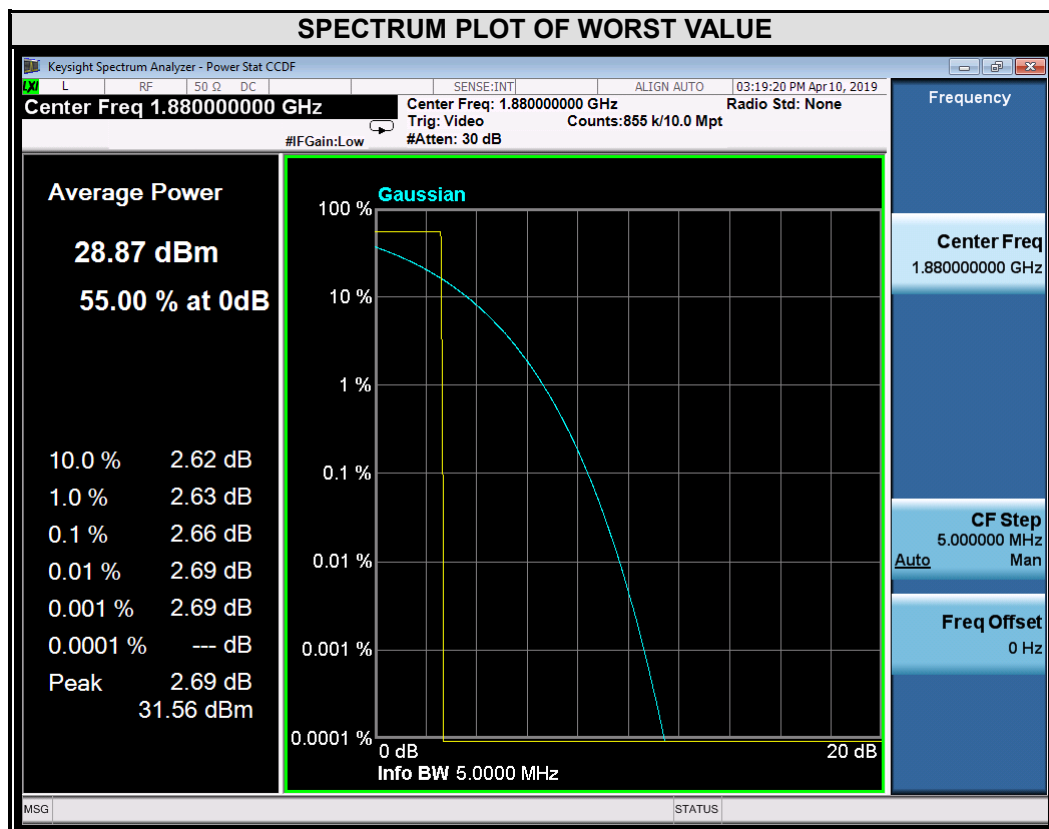 SPECTRUM PLOT OF WORST VALUE
Keysight Spectrum Analyzer - Power Stat CCDF
LXI L RF 50 Ω DC SENSE:INT ALIGN AUTO 03:19:20 PM Apr 10, 2019
Center Freq 1.880000000 GHz
Center Freq: 1.880000000 GHz Radio Std: None
Trig: Video Counts:855 k/10.0 Mpt
#IFGain:Low #Atten: 30 dB
Frequency
Average Power
28.87 dBm
55.00 % at 0dB
10.0 % 2.62 dB
1.0 % 2.63 dB
0.1 % 2.66 dB
0.01 % 2.69 dB
0.001 % 2.69 dB
0.0001 % --- dB
Peak 2.69 dB
31.56 dBm
Gaussian
100 %
10 %
1 %
0.1 %
0.01 %
0.001 %
0.0001 %
0 dB 20 dB
Info BW 5.0000 MHz
Center Freq
1.880000000 GHz
CF Step
5.000000 MHz
Auto Man
Freq Offset
0 Hz
MSG STATUS